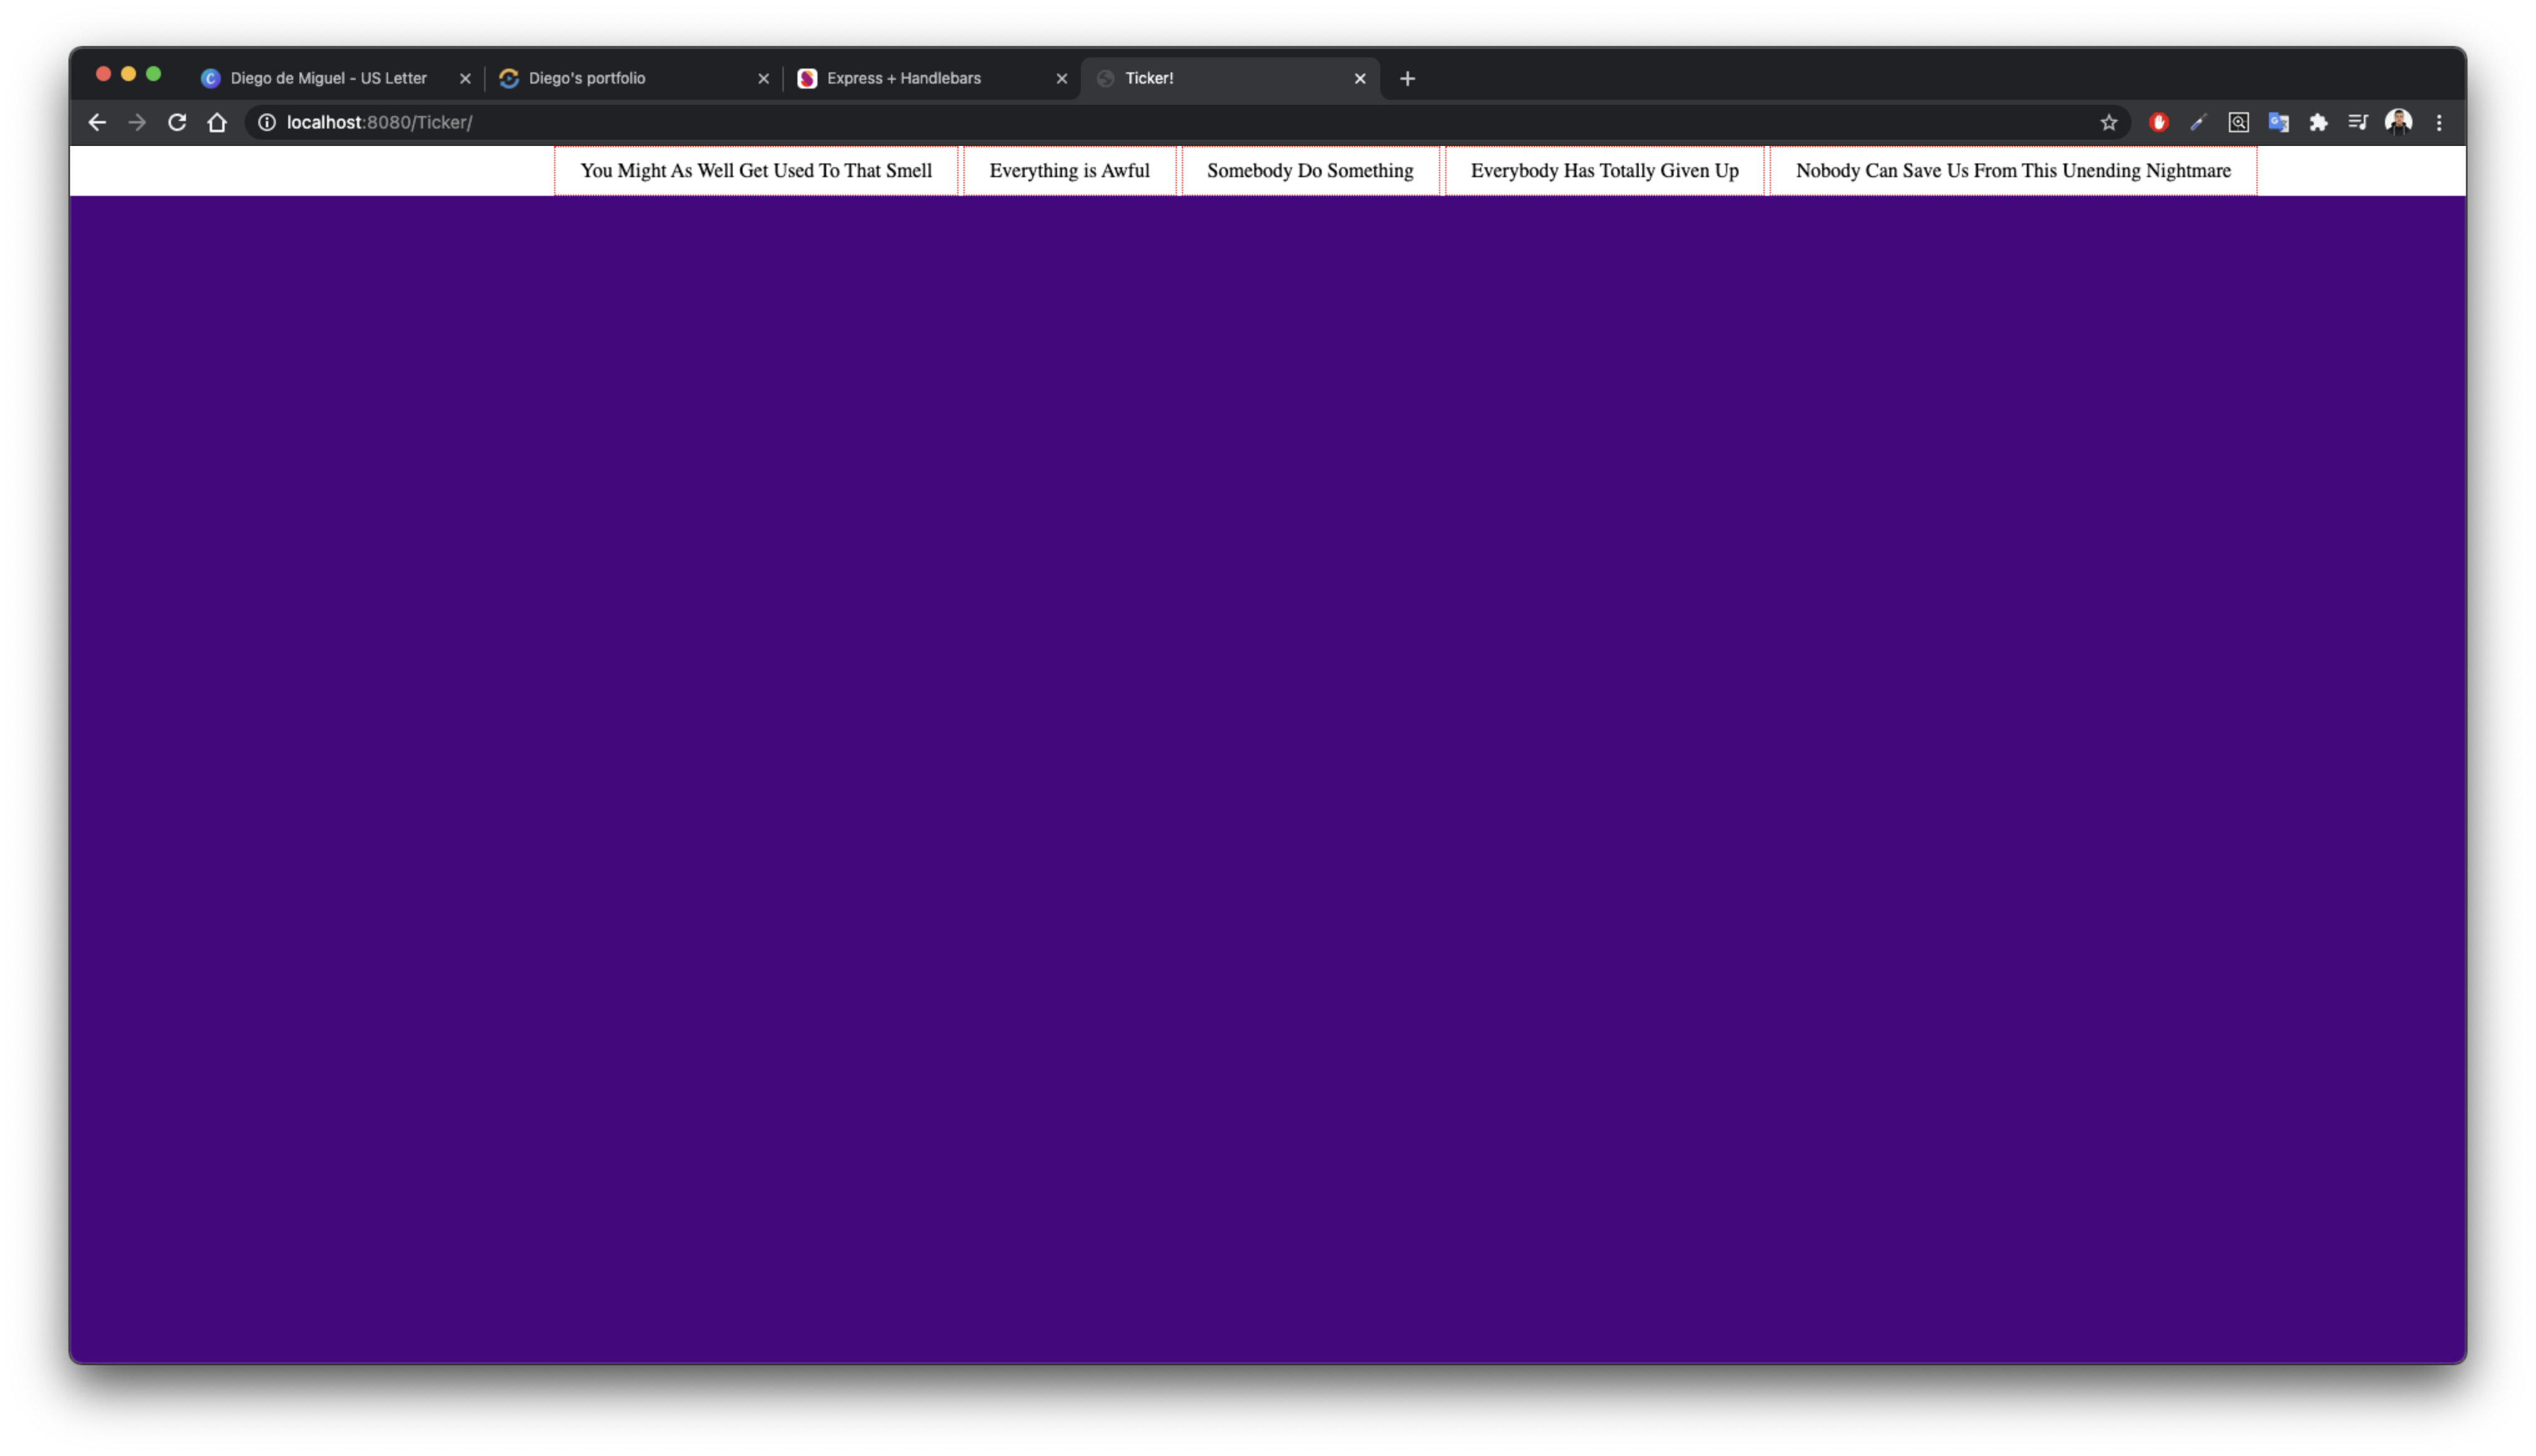 Diego de Miguel - US Letter Diego's portfolio Express + Handlebars Ticker!
localhost:8080/Ticker/
You Might As Well Get Used To That Smell Everything is Awful Somebody Do Something Everybody Has Totally Given Up Nobody Can Save Us From This Unending Nightmare